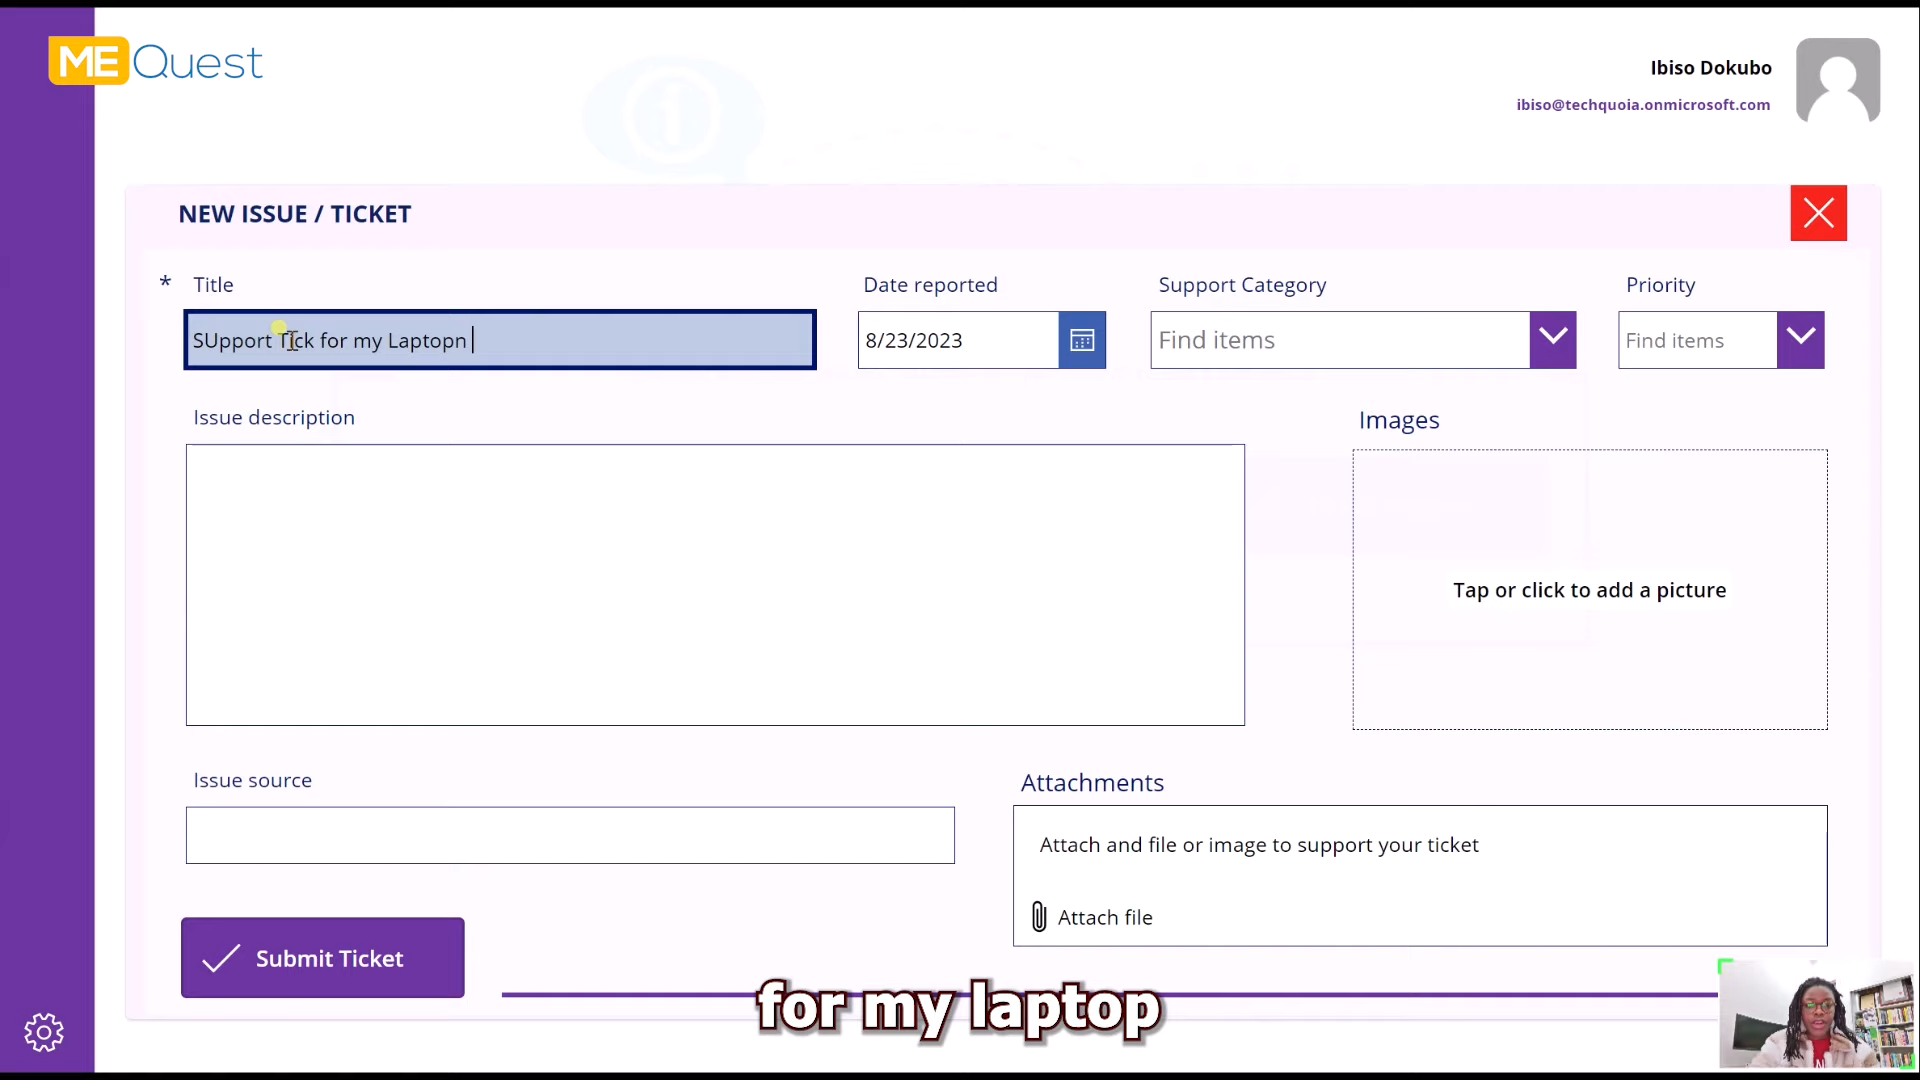 ME Quest
Ibiso Dokubo
ibiso@techquoia.onmicrosoft.com
NEW ISSUE / TICKET
* Title
Date reported
Support Category
Priority
SUpport Tick for my Laptopn
8/23/2023
Find items
Find items
Issue description
Images
Tap or click to add a picture
Issue source
Attachments
Attach and file or image to support your ticket
Attach file
Submit Ticket
for my laptop